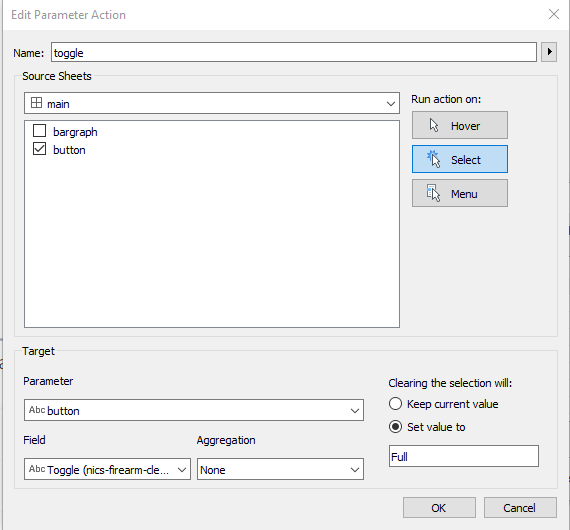 Edit Parameter Action
Name: toggle
Source Sheets
main
Run action on:
bargraph
button
Hover
Select
Menu
Target
Parameter
Abc button
Clearing the selection will:
Keep current value
Set value to
Field
Aggregation
Abc Toggle (nics-firearm-cle...
None
Full
OK
Cancel